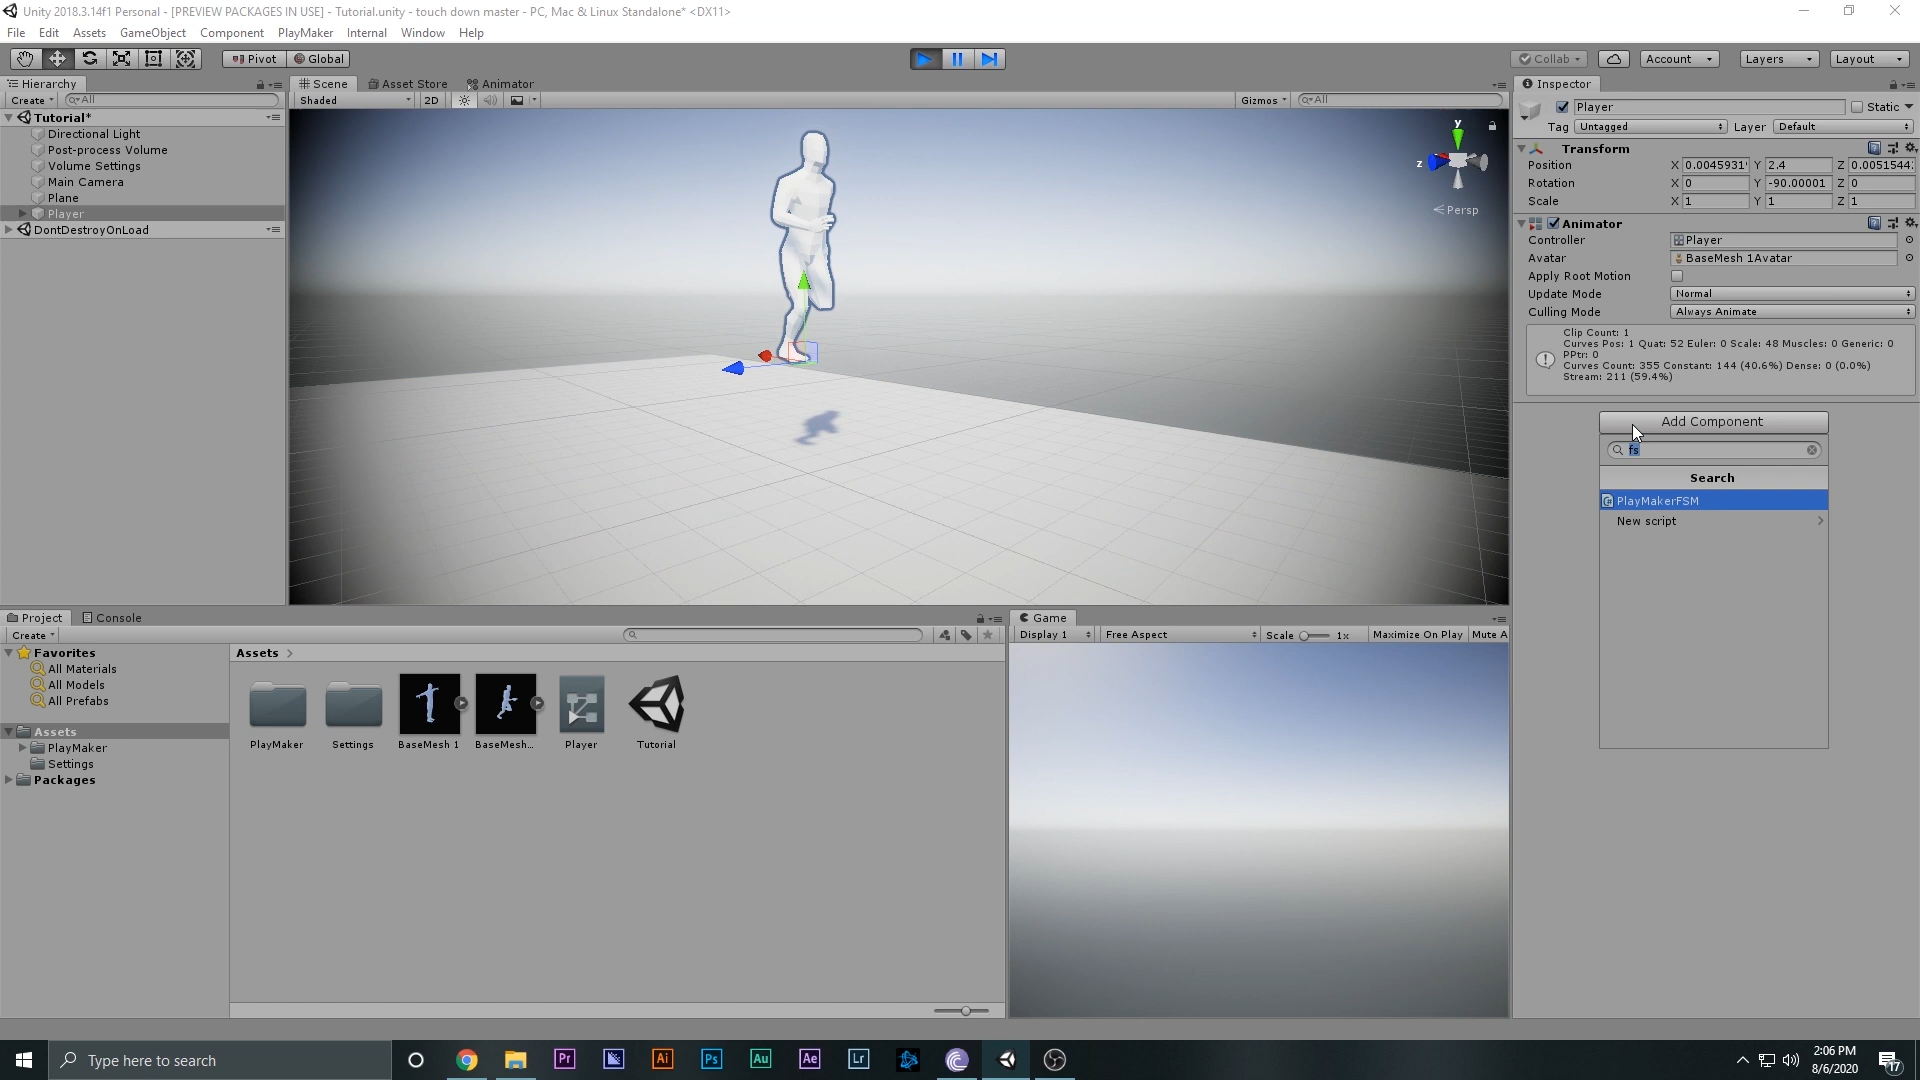 Unity 2018.3.14f1 Personal - [PREVIEW PACKAGES IN USE] - Tutorial.unity - touch down master - PC, Mac & Linux Standalone* <DX11>
File Edit Assets GameObject Component PlayMaker Internal Window Help
Pivot Global Collab Account Layers Layout
Hierarchy
Create All
Tutorial*
Directional Light
Post-process Volume
Volume Settings
Main Camera
Plane
Player
DontDestroyOnLoad
Scene Asset Store Animator
Shaded 2D Gizmos All
y
z
Persp
Inspector
Player Static
Tag Untagged Layer Default
Transform
Position X 0.0045931 Y 2.4 Z 0.0051544
Rotation X 0 Y -90.00001 Z 0
Scale X 1 Y 1 Z 1
Animator
Controller Player
Avatar BaseMesh 1Avatar
Apply Root Motion
Update Mode Normal
Culling Mode Always Animate
Clip Count: 1
Curves Pos: 1 Quat: 52 Euler: 0 Scale: 48 Muscles: 0 Generic: 0
PPtr: 0
Curves Count: 355 Constant: 144 (40.6%) Dense: 0 (0.0%)
Stream: 211 (59.4%)
Add Component
fs
Search
PlayMakerFSM
New script
Project Console
Create
Favorites
All Materials
All Models
All Prefabs
Assets
PlayMaker
Settings
Packages
Assets
PlayMaker Settings BaseMesh 1 BaseMesh... Player Tutorial
Game
Display 1 Free Aspect Scale 1x Maximize On Play Mute A
Type here to search
Pr Ai Ps Au Ae Lr
2:06 PM
8/6/2020
17